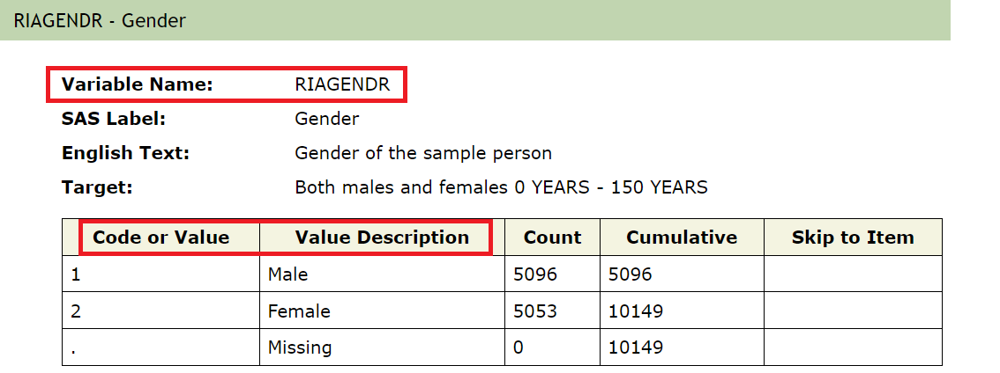 RIAGENDR - Gender
Variable Name: RIAGENDR
SAS Label: Gender
English Text: Gender of the sample person
Target: Both males and females 0 YEARS - 150 YEARS
Code or Value Value Description Count Cumulative Skip to Item
1 Male 5096 5096
2 Female 5053 10149
. Missing 0 10149